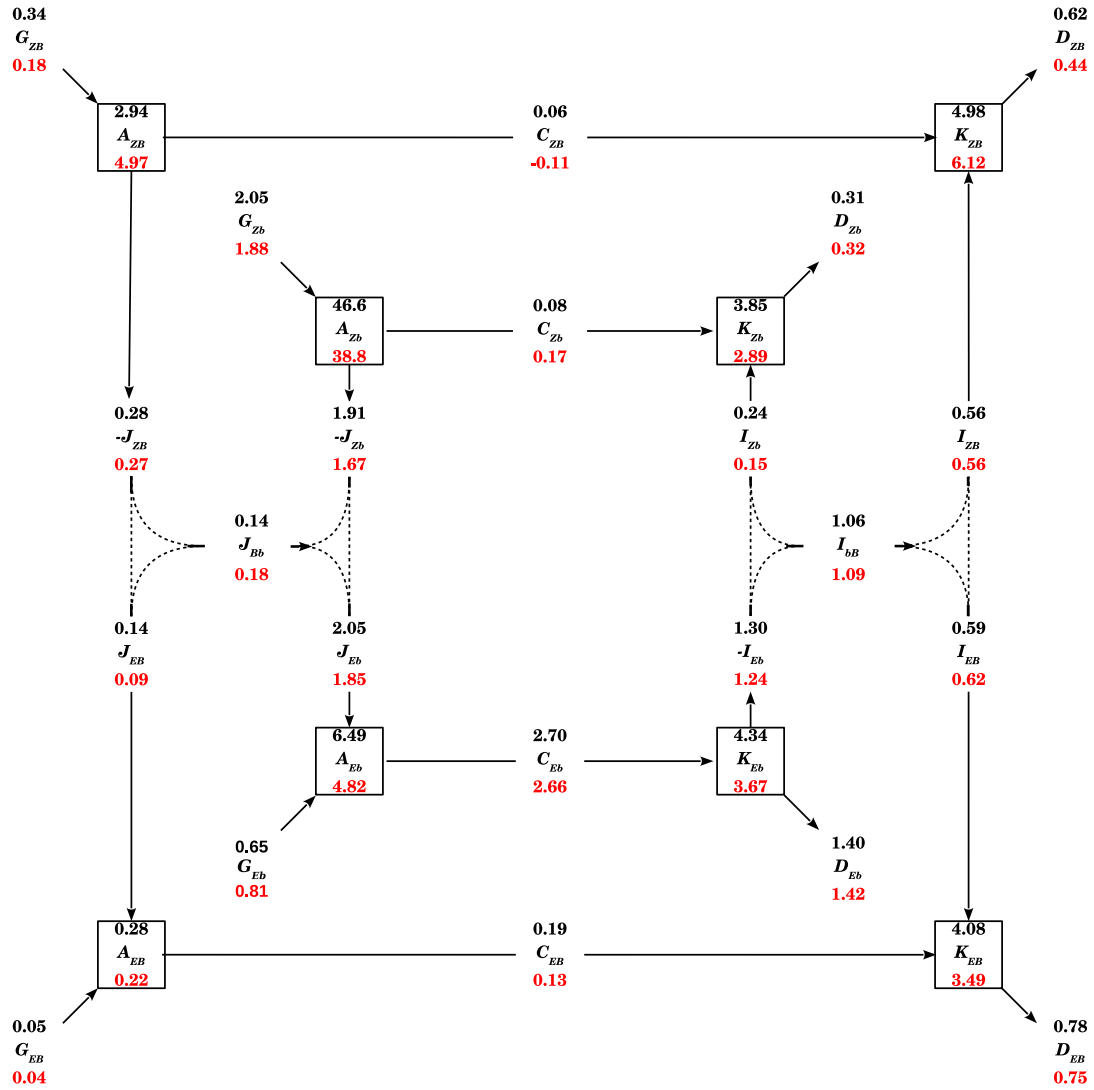 0.34
G_ZB
0.18
0.62
D_ZB
0.44
2.94
A_ZB
4.97
0.06
C_ZB
-0.11
4.98
K_ZB
6.12
2.05
G_Zb
1.88
0.31
D_Zb
0.32
46.6
A_Zb
38.8
0.08
C_Zb
0.17
3.85
K_Zb
2.89
0.28
-J_ZB
0.27
1.91
-J_Zb
1.67
0.24
I_Zb
0.15
0.56
I_ZB
0.56
0.14
J_Bb
0.18
1.06
I_bB
1.09
0.14
J_EB
0.09
2.05
J_Eb
1.85
1.30
-I_Eb
1.24
0.59
I_EB
0.62
6.49
A_Eb
4.82
2.70
C_Eb
2.66
4.34
K_Eb
3.67
0.65
G_Eb
0.81
1.40
D_Eb
1.42
0.28
A_EB
0.22
0.19
C_EB
0.13
4.08
K_EB
3.49
0.05
G_EB
0.04
0.78
D_EB
0.75